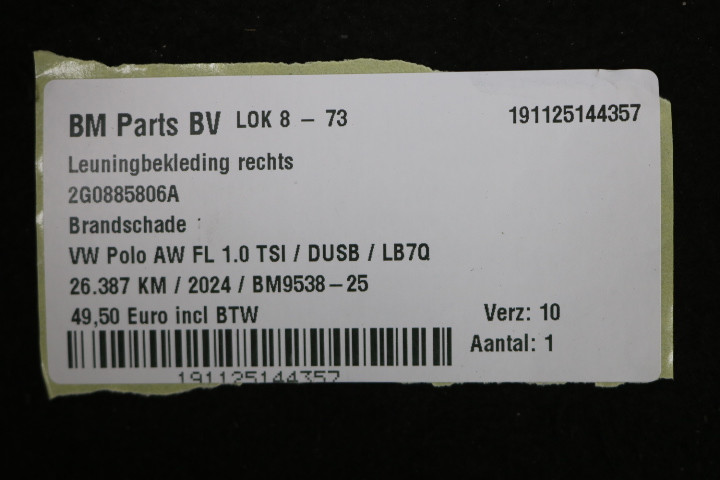 BM Parts BV LOK 8 - 73 191125144357
Leuningbekleding rechts
2G0885806A
Brandschade :
VW Polo AW FL 1.0 TSI / DUSB / LB7Q
26.387 KM / 2024 / BM9538-25
49,50 Euro incl BTW Verz: 10
Aantal: 1
191125144357